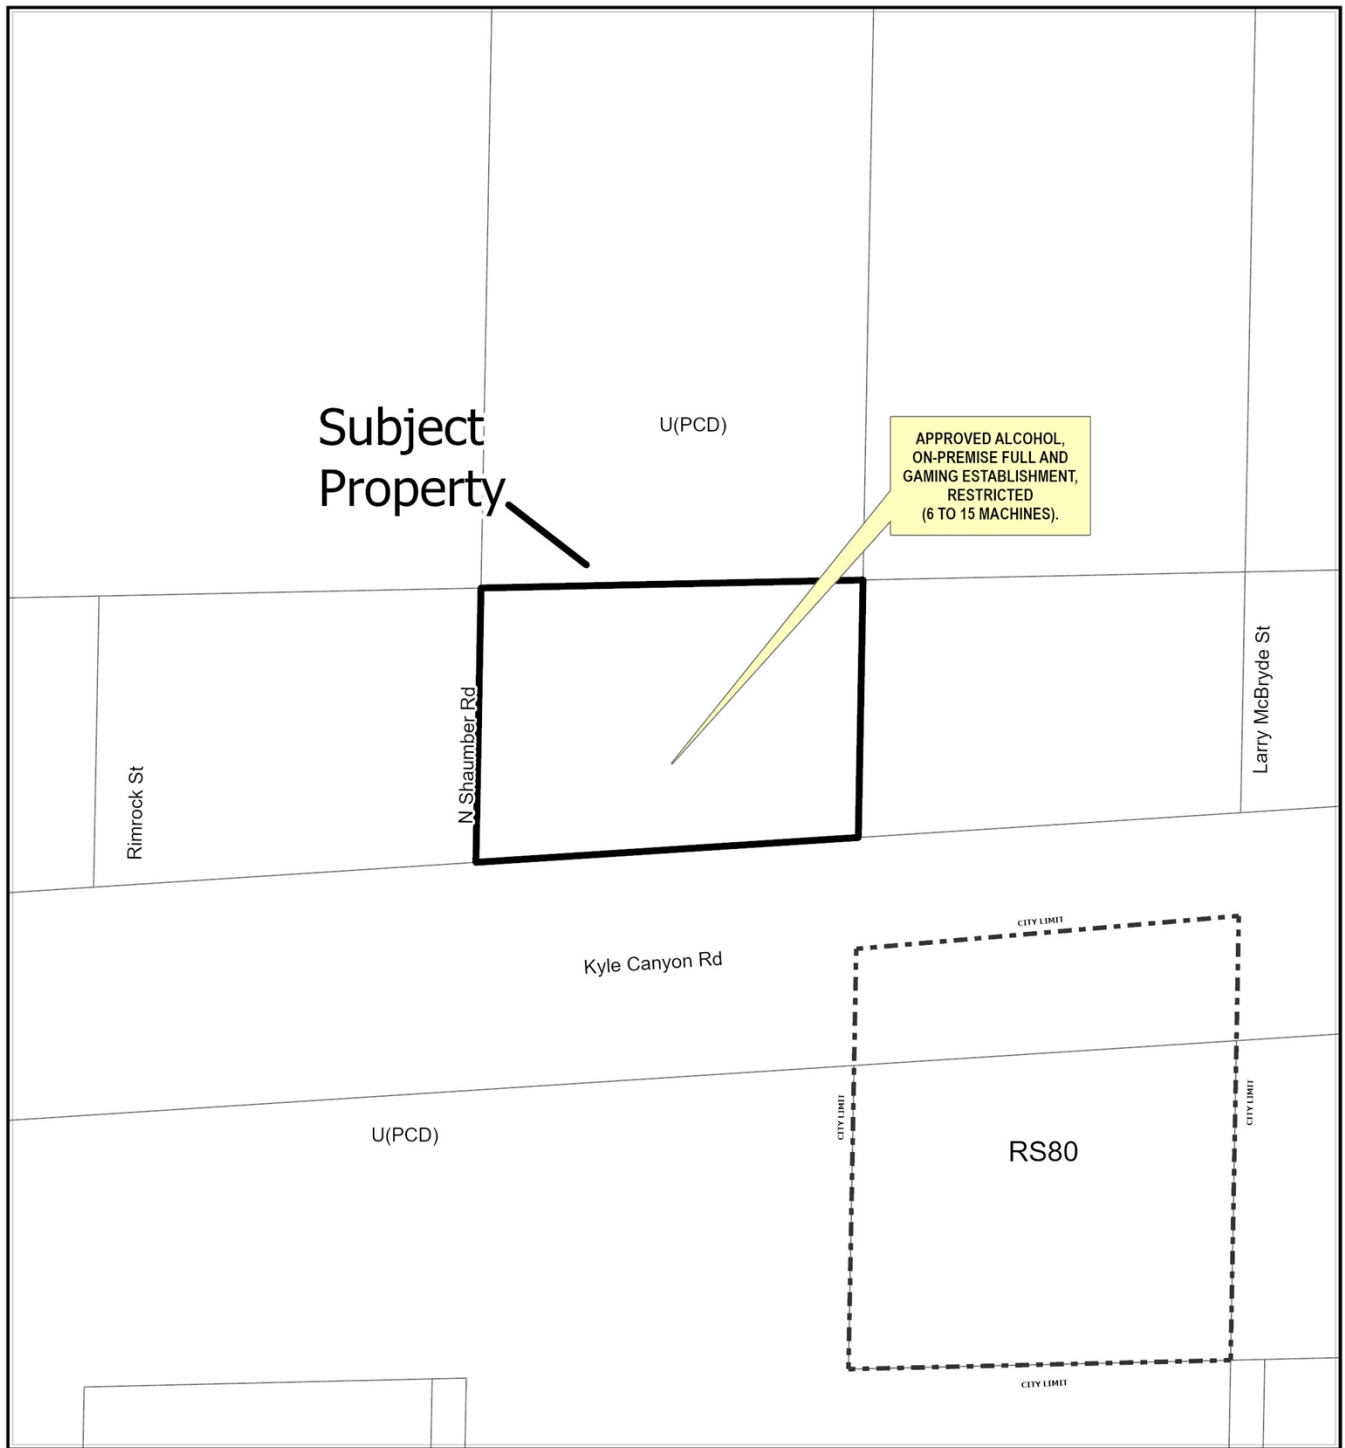 Subject
Property
U(PCD)
APPROVED ALCOHOL,
ON-PREMISE FULL AND
GAMING ESTABLISHMENT,
RESTRICTED
(6 TO 15 MACHINES).
Rimrock St
N Shaumber Rd
Larry McBryde St
CITY LIMIT
Kyle Canyon Rd
CITY LIMIT
CITY LIMIT
U(PCD)
RS80
CITY LIMIT